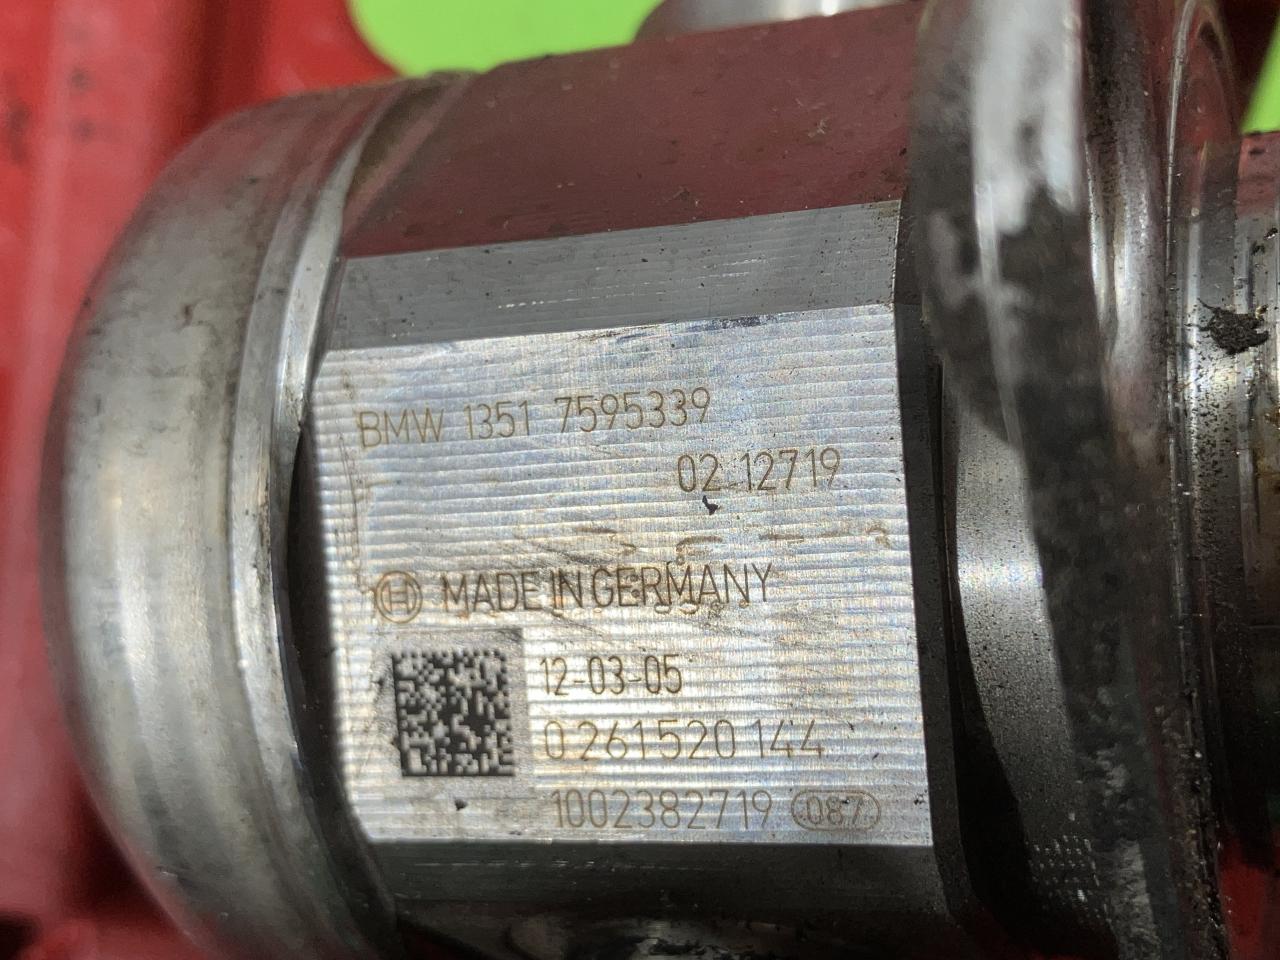 BMW 1351 7595339
02 12719
MADE IN GERMANY
12-03-05
0 261 520 144
1002382719 087